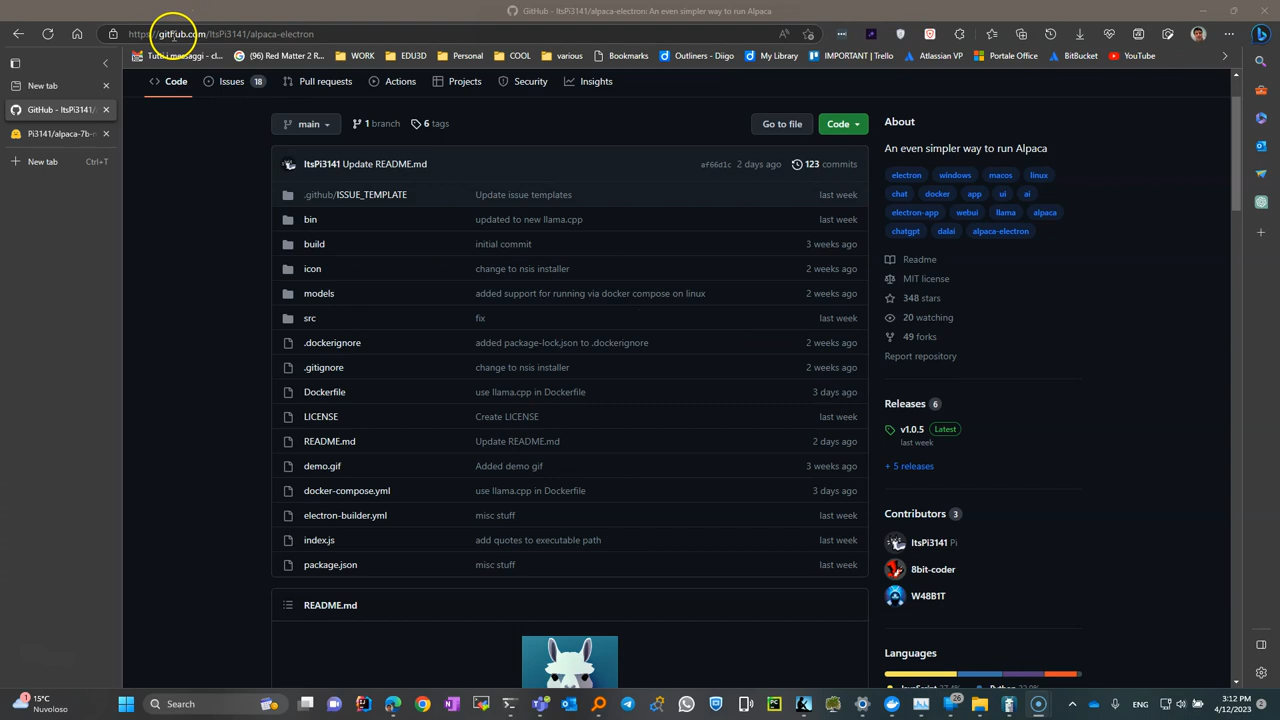 GitHub - ItsPi3141/alpaca-electron: An even simpler way to run Alpaca
https://github.com/ItsPi3141/alpaca-electron
Tutti i messaggi - cl...
(96) Red Matter 2 P...
WORK
EDU3D
Personal
COOL
various
Bookmarks
Outliners - Diigo
My Library
IMPORTANT | Trello
Portale Office
Atlassian VP
BitBucket
YouTube
New tab
GitHub - ItsPi3141/
Pi3141/alpaca-7b-n
New tab
Ctrl+T
Code
Issues 18
Pull requests
Actions
Projects
Security
Insights
main
1 branch
6 tags
Go to file
Code
ItsPi3141 Update README.md af66d1c 2 days ago 123 commits
.github/ISSUE_TEMPLATE Update issue templates last week
bin updated to new llama.cpp last week
build initial commit 3 weeks ago
icon change to nsis installer 2 weeks ago
models added support for running via docker compose on linux 2 weeks ago
src fix last week
.dockerignore added package-lock.json to .dockerignore 2 weeks ago
.gitignore change to nsis installer 2 weeks ago
Dockerfile use llama.cpp in Dockerfile 3 days ago
LICENSE Create LICENSE last week
README.md Update README.md 2 days ago
demo.gif Added demo gif 3 weeks ago
docker-compose.yml use llama.cpp in Dockerfile 3 days ago
electron-builder.yml misc stuff last week
index.js add quotes to executable path last week
package.json misc stuff last week
README.md
About
An even simpler way to run Alpaca
electron windows macos linux
chat docker app ui ai
electron-app webui llama alpaca
chatgpt dalai alpaca-electron
Readme
MIT license
348 stars
20 watching
49 forks
Report repository
Releases 6
v1.0.5 Latest
last week
+ 5 releases
Contributors 3
ItsPi3141 Pi
8bit-coder
W48B1T
Languages
15°C
Nuvoloso
Search
26
ENG
3:12 PM
4/12/2023